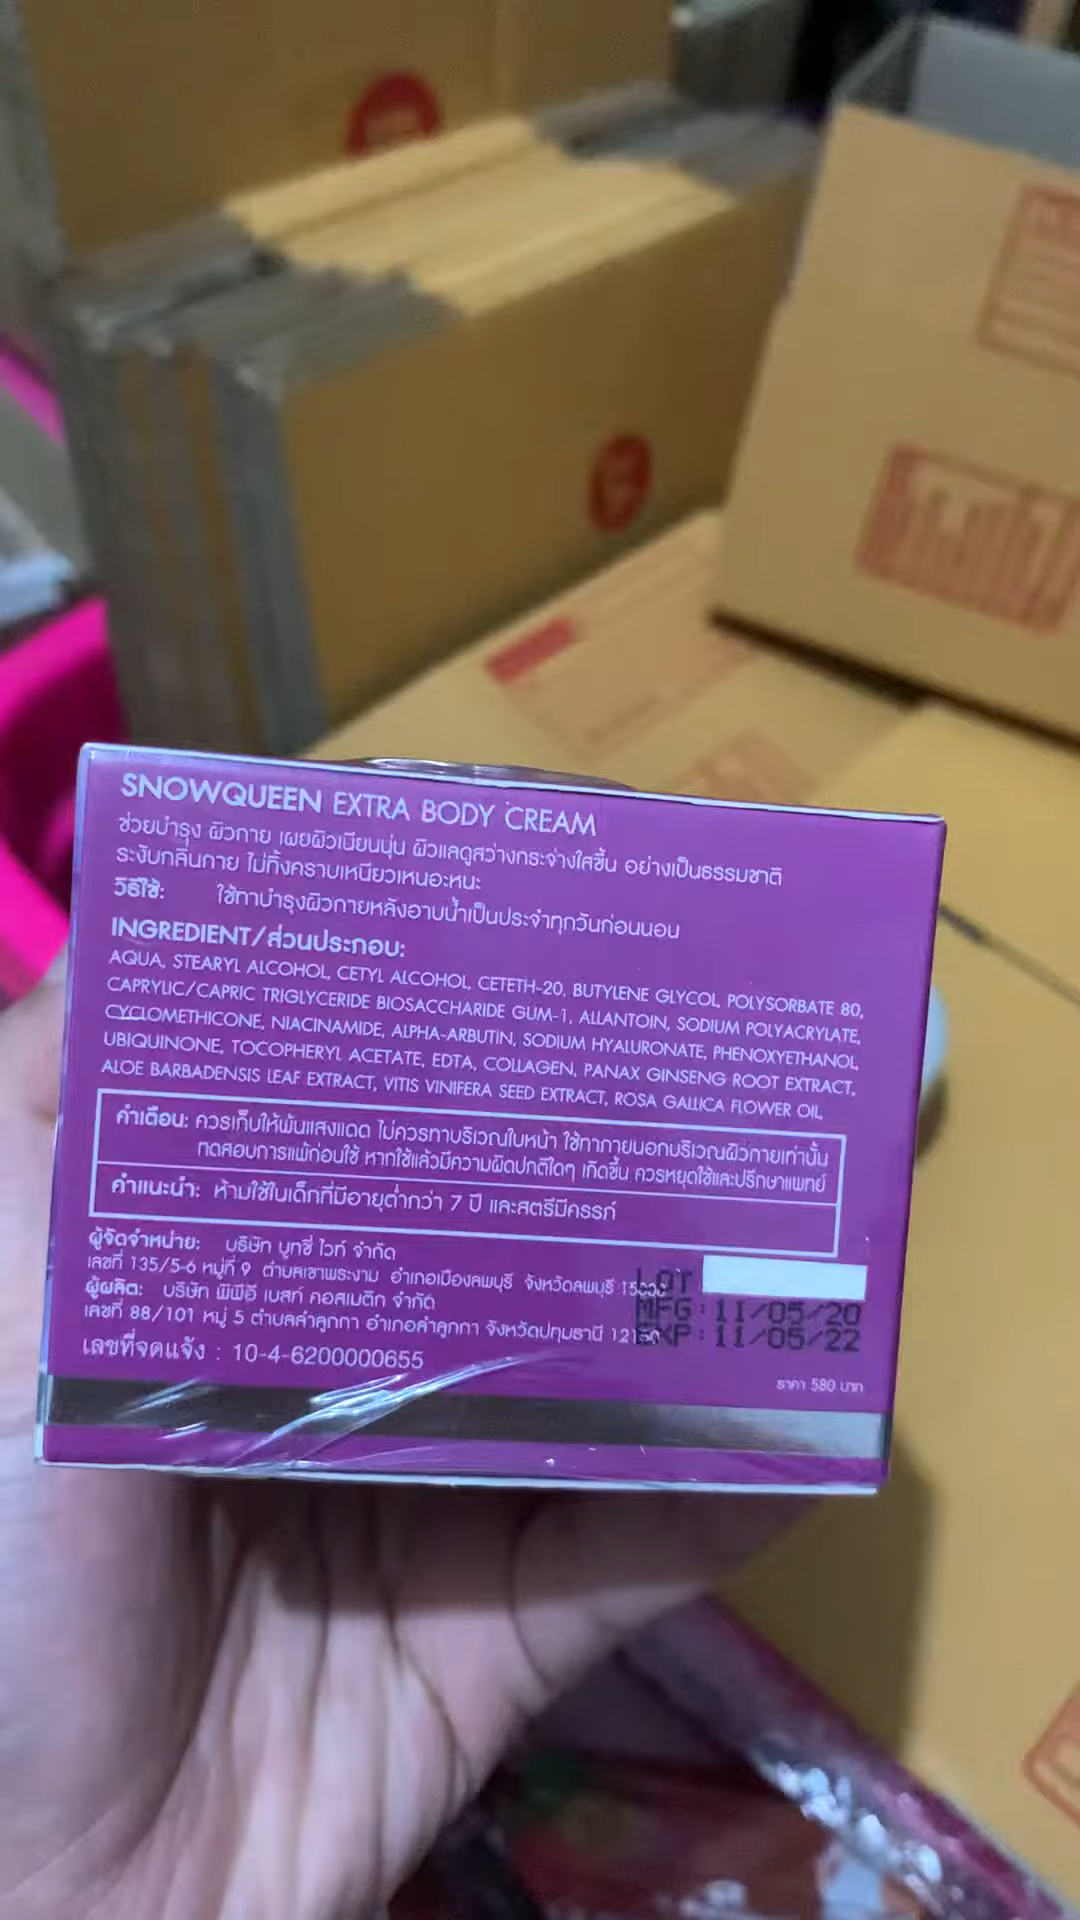 SNOWQUEEN EXTRA BODY CREAM
ช่วยบำรุง ผิวกาย เผยผิวเนียนนุ่น ผิวแลดูสว่างกระจ่างใสขึ้น อย่างเป็นธรรมชาติ
ระงับกลิ่นกาย ไม่ทิ้งคราบเหนียวเหนอะหนะ
วิธีใช้: ใช้ทาบำรุงผิวกายหลังอาบน้ำเป็นประจำทุกวันก่อนนอน
INGREDIENT/ส่วนประกอบ:
AQUA, STEARYL ALCOHOL, CETYL ALCOHOL, CETETH-20, BUTYLENE GLYCOL, POLYSORBATE 80,
CAPRYLIC/CAPRIC TRIGLYCERIDE BIOSACCHARIDE GUM-1, ALLANTOIN, SODIUM POLYACRYLATE,
CYCLOMETHICONE, NIACINAMIDE, ALPHA-ARBUTIN, SODIUM HYALURONATE, PHENOXYETHANOL,
UBIQUINONE, TOCOPHERYL ACETATE, EDTA, COLLAGEN, PANAX GINSENG ROOT EXTRACT,
ALOE BARBADENSIS LEAF EXTRACT, VITIS VINIFERA SEED EXTRACT, ROSA GALLICA FLOWER OIL,
คำเตือน: ควรเก็บให้พ้นแสงแดด ไม่ควรทาบริเวณใบหน้า ใช้ทาภายนอกบริเวณผิวกายเท่านั้น
ทดสอบการแพ้ก่อนใช้ หากใช้แล้วมีความผิดปกติใดๆ เกิดขึ้น ควรหยุดใช้และปรึกษาแพทย์
คำแนะนำ: ห้ามใช้ในเด็กที่มีอายุต่ำกว่า 7 ปี และสตรีมีครรภ์
ผู้จัดจำหน่าย: บริษัท บูทชี่ ไวท์ จำกัด
เลขที่ 135/5-6 หมู่ที่ 9 ตำบลเขาพระงาม อำเภอเมืองลพบุรี จังหวัดลพบุรี 15000
LOT
ผู้ผลิต: บริษัท พีพีอี เบสท์ คอสเมติก จำกัด
MFG: 11/05/20
เลขที่ 88/101 หมู่ 5 ตำบลลำลูกกา อำเภอลำลูกกา จังหวัดปทุมธานี 12150
EXP: 11/05/22
เลขที่จดแจ้ง : 10-4-6200000655
ราคา 580 บาท